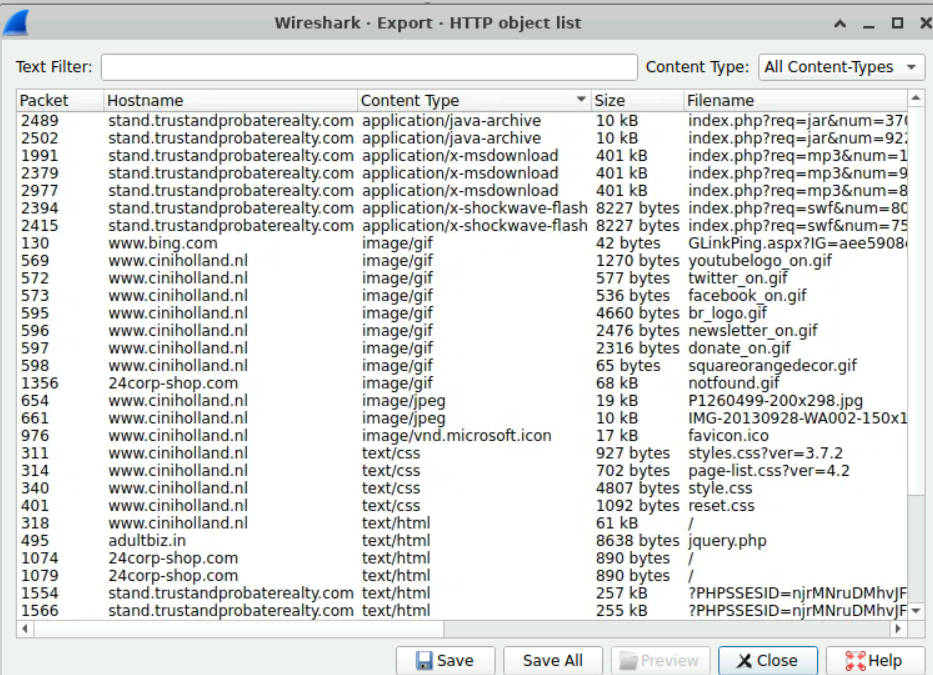 Wireshark · Export · HTTP object list
Text Filter: Content Type: All Content-Types
Packet Hostname Content Type Size Filename
2489 stand.trustandprobaterealty.com application/java-archive 10 kB index.php?req=jar&num=370
2502 stand.trustandprobaterealty.com application/java-archive 10 kB index.php?req=jar&num=922
1991 stand.trustandprobaterealty.com application/x-msdownload 401 kB index.php?req=mp3&num=1
2379 stand.trustandprobaterealty.com application/x-msdownload 401 kB index.php?req=mp3&num=9
2977 stand.trustandprobaterealty.com application/x-msdownload 401 kB index.php?req=mp3&num=8
2394 stand.trustandprobaterealty.com application/x-shockwave-flash 8227 bytes index.php?req=swf&num=80
2415 stand.trustandprobaterealty.com application/x-shockwave-flash 8227 bytes index.php?req=swf&num=75
130 www.bing.com image/gif 42 bytes GLinkPing.aspx?IG=aee5908
569 www.ciniholland.nl image/gif 1270 bytes youtubelogo_on.gif
572 www.ciniholland.nl image/gif 577 bytes twitter_on.gif
573 www.ciniholland.nl image/gif 536 bytes facebook_on.gif
595 www.ciniholland.nl image/gif 4660 bytes br_logo.gif
596 www.ciniholland.nl image/gif 2476 bytes newsletter_on.gif
597 www.ciniholland.nl image/gif 2316 bytes donate_on.gif
598 www.ciniholland.nl image/gif 65 bytes squareorangedecor.gif
1356 24corp-shop.com image/gif 68 kB notfound.gif
654 www.ciniholland.nl image/jpeg 19 kB P1260499-200x298.jpg
661 www.ciniholland.nl image/jpeg 10 kB IMG-20130928-WA002-150x1
976 www.ciniholland.nl image/vnd.microsoft.icon 17 kB favicon.ico
311 www.ciniholland.nl text/css 927 bytes styles.css?ver=3.7.2
314 www.ciniholland.nl text/css 702 bytes page-list.css?ver=4.2
340 www.ciniholland.nl text/css 4807 bytes style.css
401 www.ciniholland.nl text/css 1092 bytes reset.css
318 www.ciniholland.nl text/html 61 kB /
495 adultbiz.in text/html 8638 bytes jquery.php
1074 24corp-shop.com text/html 890 bytes /
1079 24corp-shop.com text/html 890 bytes /
1554 stand.trustandprobaterealty.com text/html 257 kB ?PHPSSESID=njrMNruDMhvJF
1566 stand.trustandprobaterealty.com text/html 255 kB ?PHPSSESID=njrMNruDMhvJF
Save Save All Preview Close Help